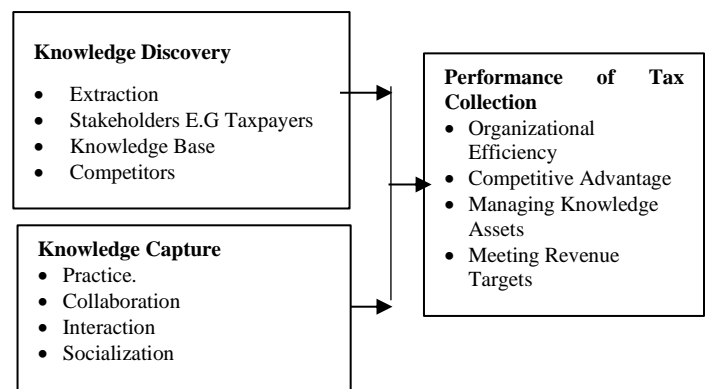 Knowledge Discovery
• Extraction
• Stakeholders E.G Taxpayers
• Knowledge Base
• Competitors
Knowledge Capture
• Practice.
• Collaboration
• Interaction
• Socialization
Performance of Tax
Collection
• Organizational
Efficiency
• Competitive Advantage
• Managing Knowledge
Assets
• Meeting Revenue
Targets